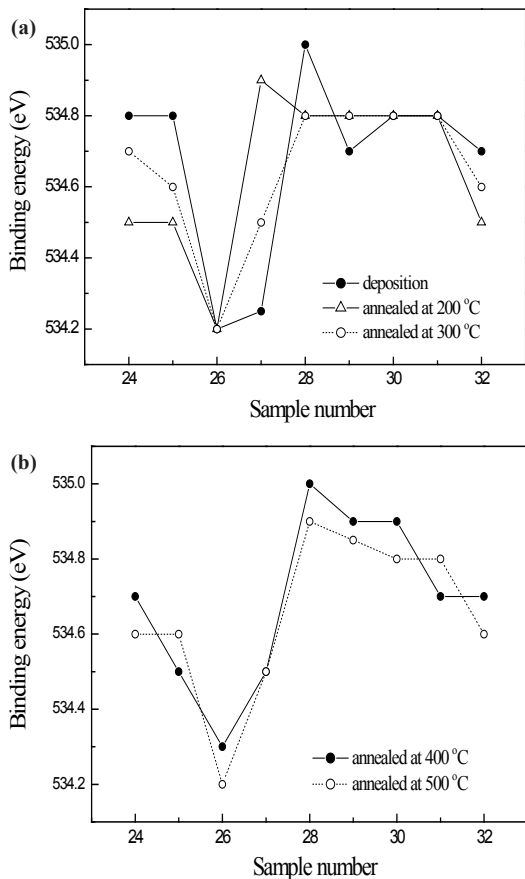 (a)
535.0
534.8
534.6
534.4
534.2
Binding energy (eV)
deposition
annealed at 200 °C
annealed at 300 °C
24 26 28 30 32
Sample number
(b)
535.0
534.8
534.6
534.4
534.2
Binding energy (eV)
annealed at 400 °C
annealed at 500 °C
24 26 28 30 32
Sample number